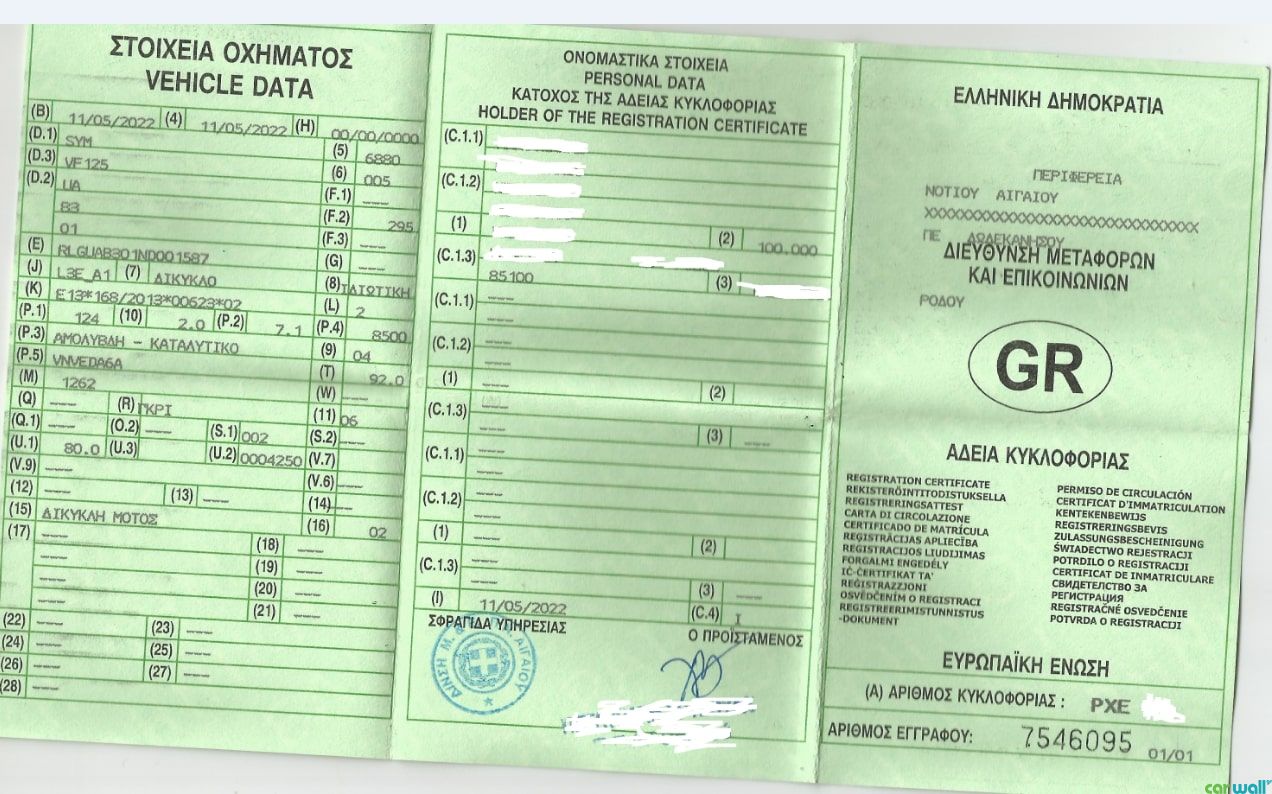 ΣΤΟΙΧΕΙΑ ΟΧΗΜΑΤΟΣ
VEHICLE DATA
(B) 11/05/2022 (4) 11/05/2022 (H) 00/00/0000
(D.1) SYM (5) 6880
(D.3) VF125 (6) 005
(D.2) UA (F.1) ----
B3 (F.2) 295
01 (F.3) ----
(E) RLGUAB301ND001587 (G) ----
(J) L3E_A1 (7) ΔΙΚΥΚΛΟ (8) ΙΔΙΩΤΙΚΗ
(K) E13*168/2013*00623*02 (L) 2
(P.1) 124 (10) 2.0 (P.2) 7.1 (P.4) 8500
(P.3) ΑΜΟΛΥΒΔΗ - ΚΑΤΑΛΥΤΙΚΟ (9) 04
(P.5) VNVEDA6A (T) 92.0
(M) 1262 (W) ----
(Q) ---- (R) ΓΚΡΙ (11) 06
(Q.1) ---- (O.2) ---- (S.1) 002 (S.2) ----
(U.1) 80.0 (U.3) (U.2) 0004250 (V.7)
(V.9) ---- (V.6) ----
(12) ---- (13) ---- (14) ----
(15) ΔΙΚΥΚΛΗ ΜΟΤΟΣ (16) 02
(17) ---- (18) ----
---- (19) ----
---- (20) ----
---- (21) ----
(22) ---- (23) ----
(24) ---- (25) ----
(26) ---- (27) ----
(28) ----
ΟΝΟΜΑΣΤΙΚΑ ΣΤΟΙΧΕΙΑ
PERSONAL DATA
ΚΑΤΟΧΟΣ ΤΗΣ ΑΔΕΙΑΣ ΚΥΚΛΟΦΟΡΙΑΣ
HOLDER OF THE REGISTRATION CERTIFICATE
(C.1.1)
(C.1.2)
(1) (2) 100.000
(C.1.3)
85100 (3)
(C.1.1) ----
----
(C.1.2) ----
----
(1) ---- (2)
(C.1.3) ----
---- (3) ----
(C.1.1) ----
----
(C.1.2) ----
----
(1) ---- (2)
(C.1.3) ----
---- (3) ----
(I) 11/05/2022 (C.4) I
ΣΦΡΑΓΙΔΑ ΥΠΗΡΕΣΙΑΣ
Ο ΠΡΟΪΣΤΑΜΕΝΟΣ
ΕΛΛΗΝΙΚΗ ΔΗΜΟΚΡΑΤΙΑ
ΠΕΡΙΦΕΡΕΙΑ
ΝΟΤΙΟΥ ΑΙΓΑΙΟΥ
XXXXXXXXXXXXXXXXXXXXXXXXXXXXXXXX
ΠΕ ΔΩΔΕΚΑΝΗΣΟΥ
ΔΙΕΥΘΥΝΣΗ ΜΕΤΑΦΟΡΩΝ
ΚΑΙ ΕΠΙΚΟΙΝΩΝΙΩΝ
ΡΟΔΟΥ
GR
ΑΔΕΙΑ ΚΥΚΛΟΦΟΡΙΑΣ
REGISTRATION CERTIFICATE
REKISTERÖINTITODISTUKSELLA
REGISTRERINGSATTEST
CARTA DI CIRCOLAZIONE
CERTIFICADO DE MATRÍCULA
REĢISTRĀCIJAS APLIECĪBA
REGISTRACIJOS LIUDIJIMAS
FORGALMI ENGEDÉLY
IĊ-ĊERTIFIKAT TA'
REĠISTRAZZJONI
OSVĚDČENÍM O REGISTRACI
REGISTREERIMISTUNNISTUS
-DOKUMENT
PERMISO DE CIRCULACIÓN
CERTIFICAT D'IMMATRICULATION
KENTEKENBEWIJS
REGISTRERINGSBEVIS
ZULASSUNGSBESCHEINIGUNG
ŚWIADECTWO REJESTRACJI
POTRDILO O REGISTRACIJI
CERTIFICAT DE INMATRICULARE
СВИДЕТЕЛСТВО ЗА
РЕГИСТРАЦИЯ
REGISTRAČNÉ OSVEDČENIE
POTVRDA O REGISTRACIJI
ΕΥΡΩΠΑΪΚΗ ΕΝΩΣΗ
(A) ΑΡΙΘΜΟΣ ΚΥΚΛΟΦΟΡΙΑΣ : ΡΧΕ
ΑΡΙΘΜΟΣ ΕΓΓΡΑΦΟΥ: 7546095 01/01
carwall